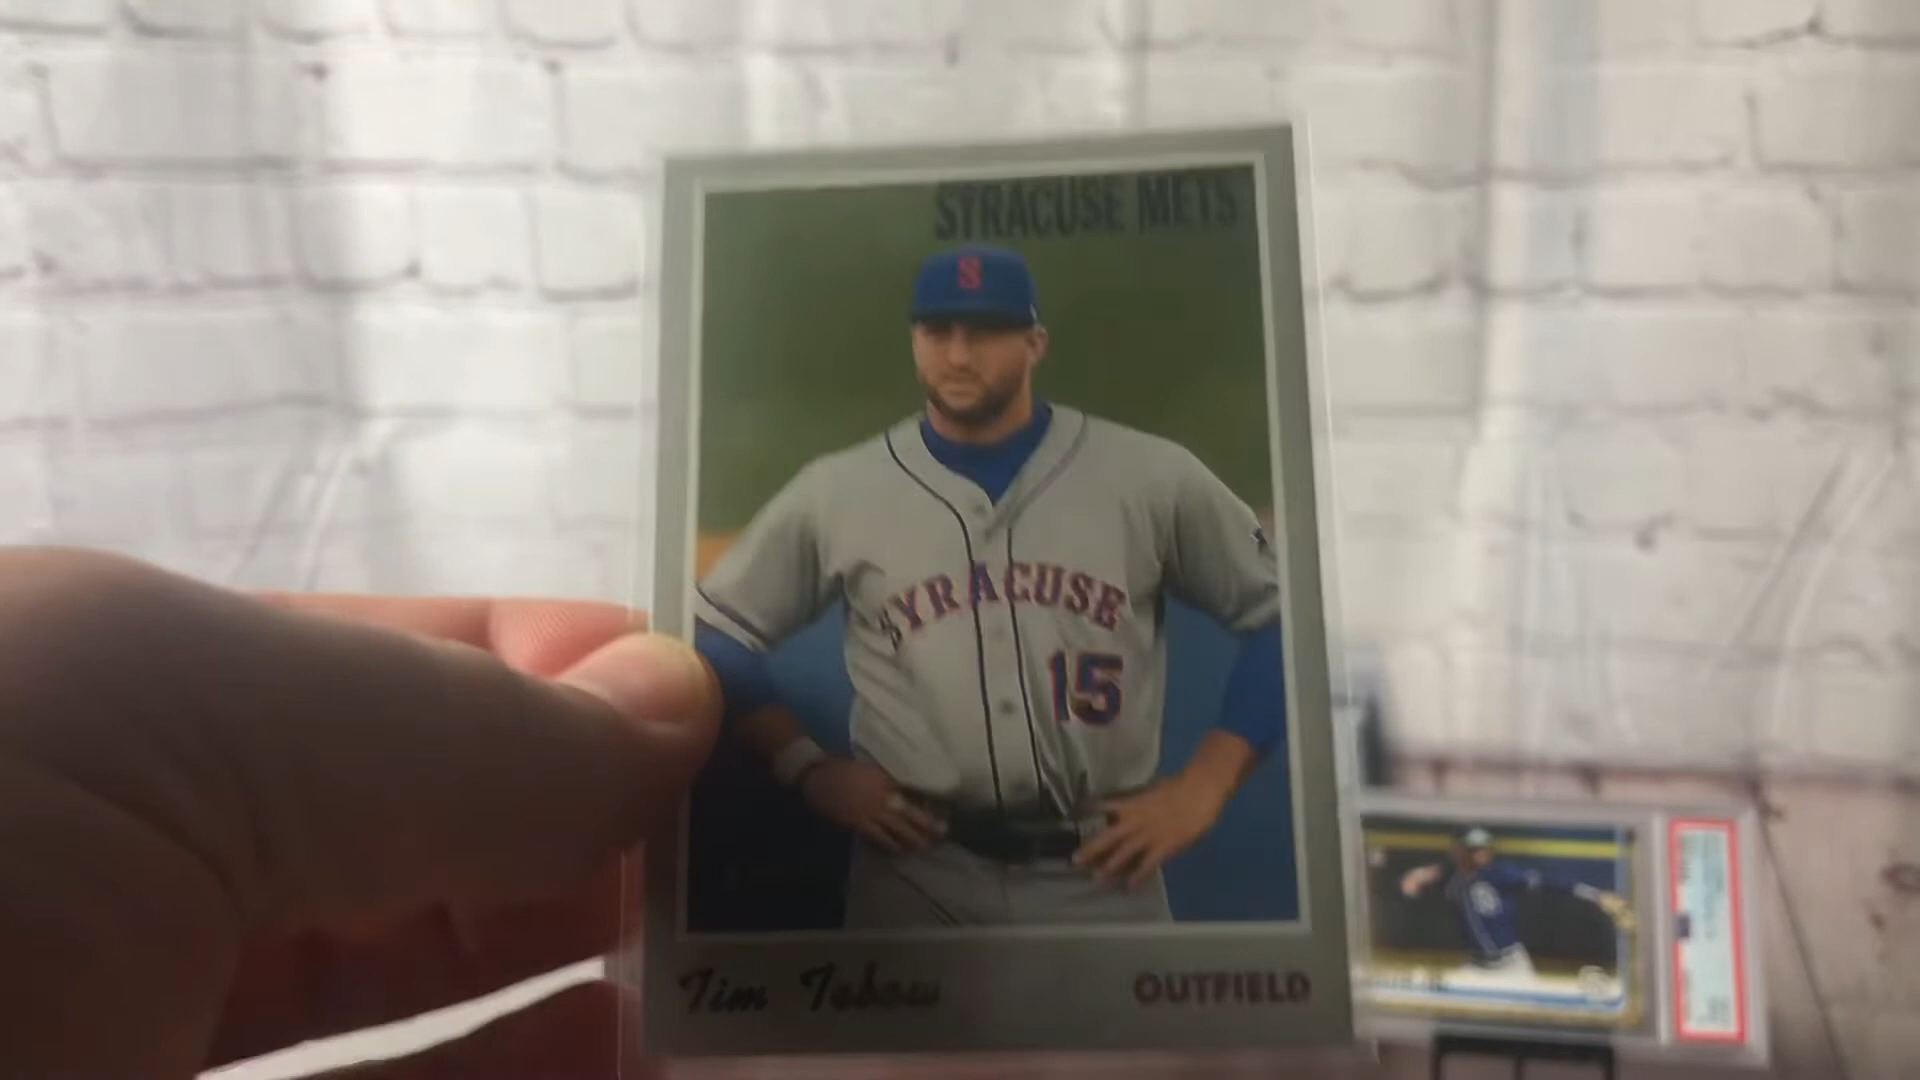 SYRACUSE METS
S
SYRACUSE
15
Tim Tebow
OUTFIELD